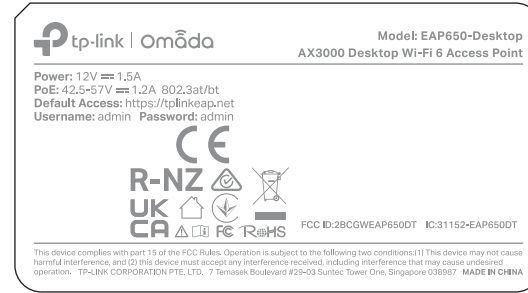 tp-link | omada
Model: EAP650-Desktop
AX3000 Desktop Wi-Fi 6 Access Point
Power: 12V ⎓ 1.5A
PoE: 42.5-57V ⎓ 1.2A 802.3at/bt
Default Access: https://tplinkeap.net
Username: admin Password: admin
CE
R-NZ
UK
CA
FC RoHS
FCC ID:2BCGWEAP650DT IC:31152-EAP650DT
This device complies with part 15 of the FCC Rules. Operation is subject to the following two conditions:(1) This device may not cause
harmful interference, and (2) this device must accept any interference received, including interference that may cause undesired
operation. TP-LINK CORPORATION PTE. LTD. 7 Temasek Boulevard #29-03 Suntec Tower One, Singapore 038987 MADE IN CHINA